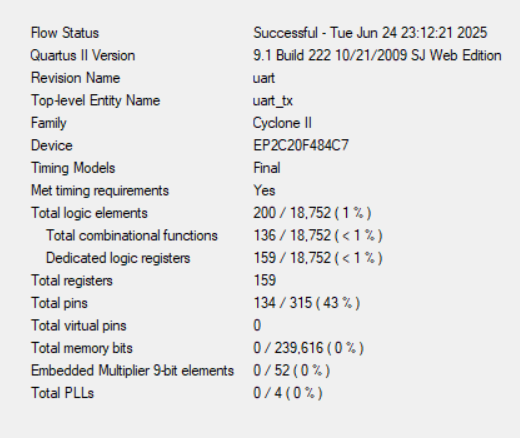 Flow Status Successful - Tue Jun 24 23:12:21 2025
Quartus II Version 9.1 Build 222 10/21/2009 SJ Web Edition
Revision Name uart
Top-level Entity Name uart_tx
Family Cyclone II
Device EP2C20F484C7
Timing Models Final
Met timing requirements Yes
Total logic elements 200 / 18,752 ( 1 % )
Total combinational functions 136 / 18,752 ( < 1 % )
Dedicated logic registers 159 / 18,752 ( < 1 % )
Total registers 159
Total pins 134 / 315 ( 43 % )
Total virtual pins 0
Total memory bits 0 / 239,616 ( 0 % )
Embedded Multiplier 9-bit elements 0 / 52 ( 0 % )
Total PLLs 0 / 4 ( 0 % )